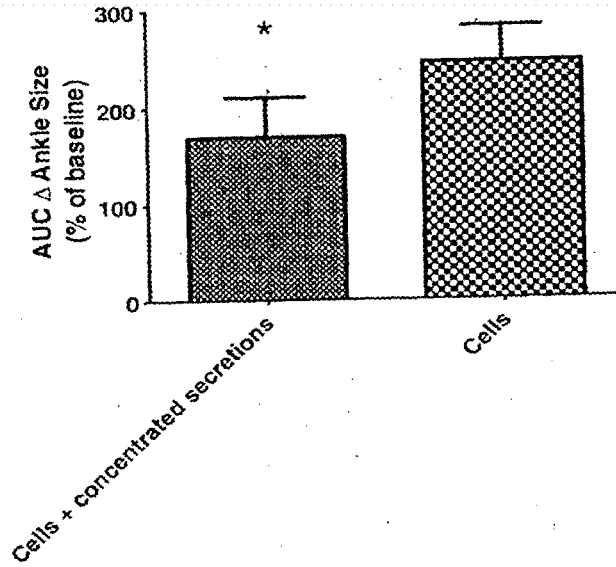 AUC Δ Ankle Size
(% of baseline)
300
200
100
0
*
Cells + concentrated secretions
Cells